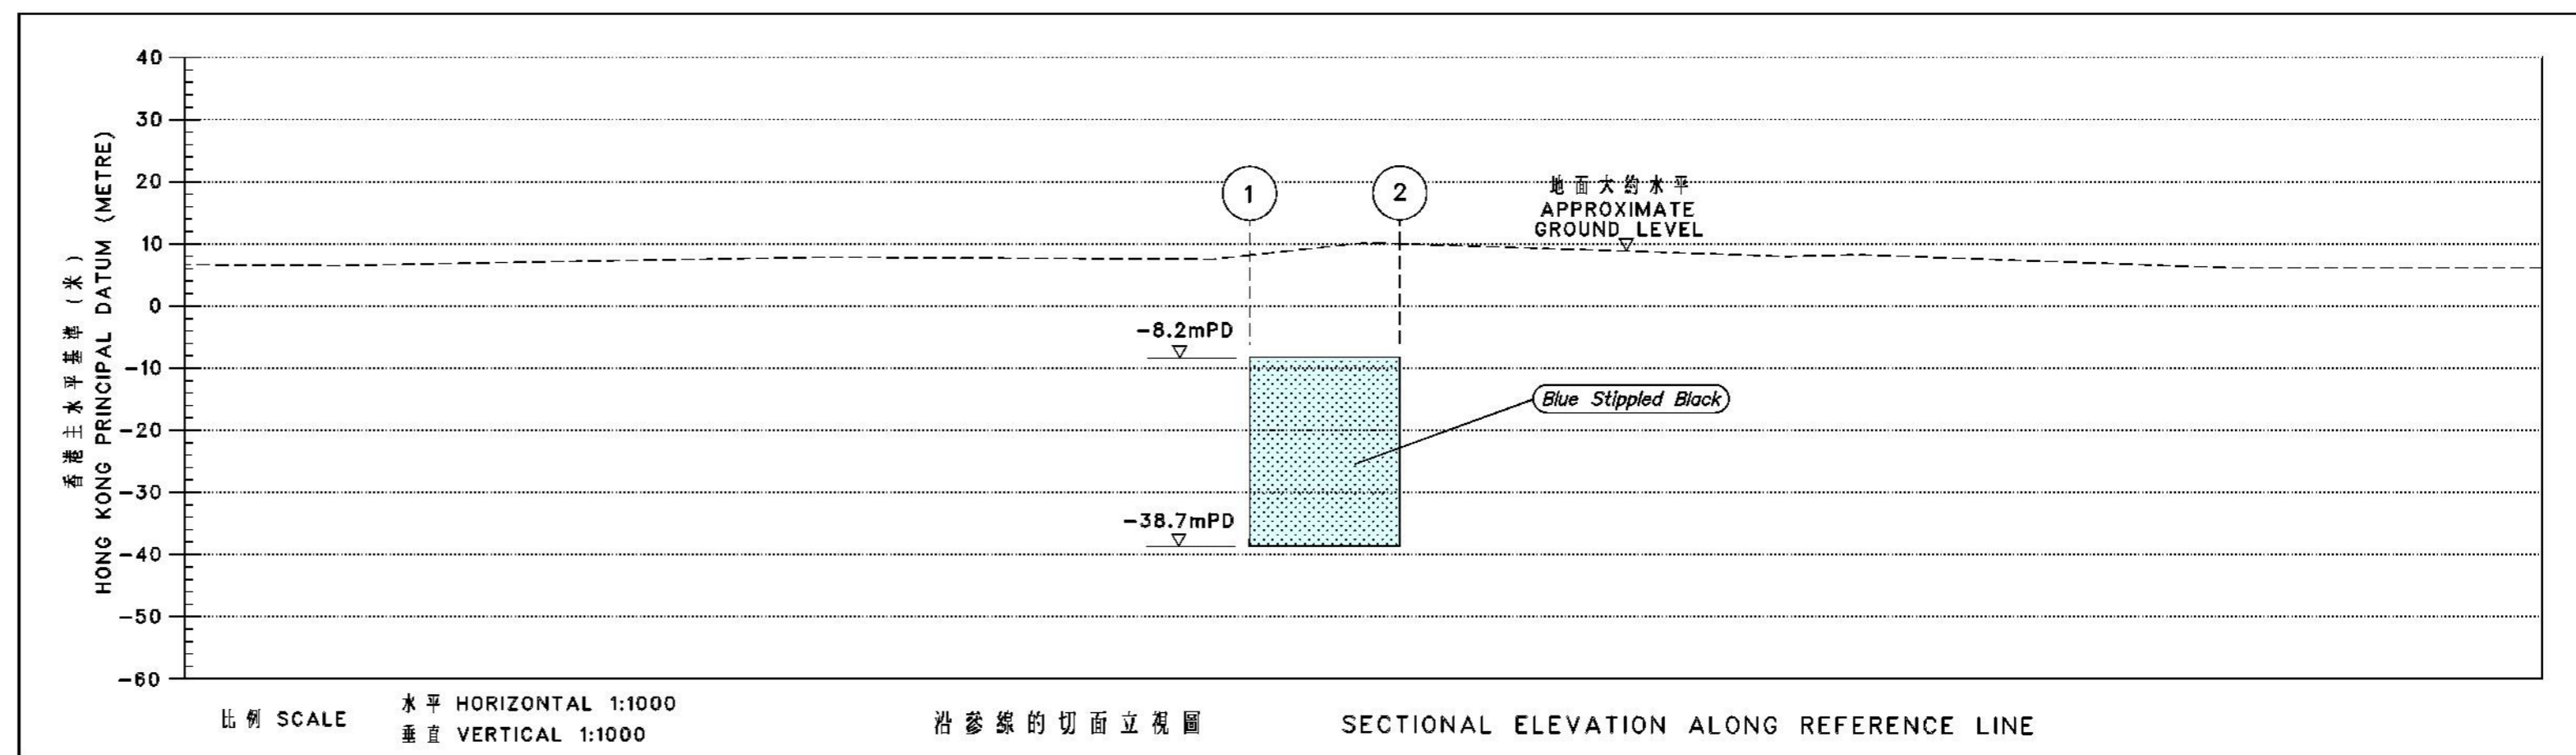 香港主水平基準 (米)
HONG KONG PRINCIPAL DATUM (METRE)
40
30
20
10
0
-10
-20
-30
-40
-50
-60
1
2
地面大約水平
APPROXIMATE
GROUND LEVEL
-8.2mPD
Blue Stippled Black
-38.7mPD
比例 SCALE
水平 HORIZONTAL 1:1000
垂直 VERTICAL 1:1000
沿參線的切面立視圖
SECTIONAL ELEVATION ALONG REFERENCE LINE